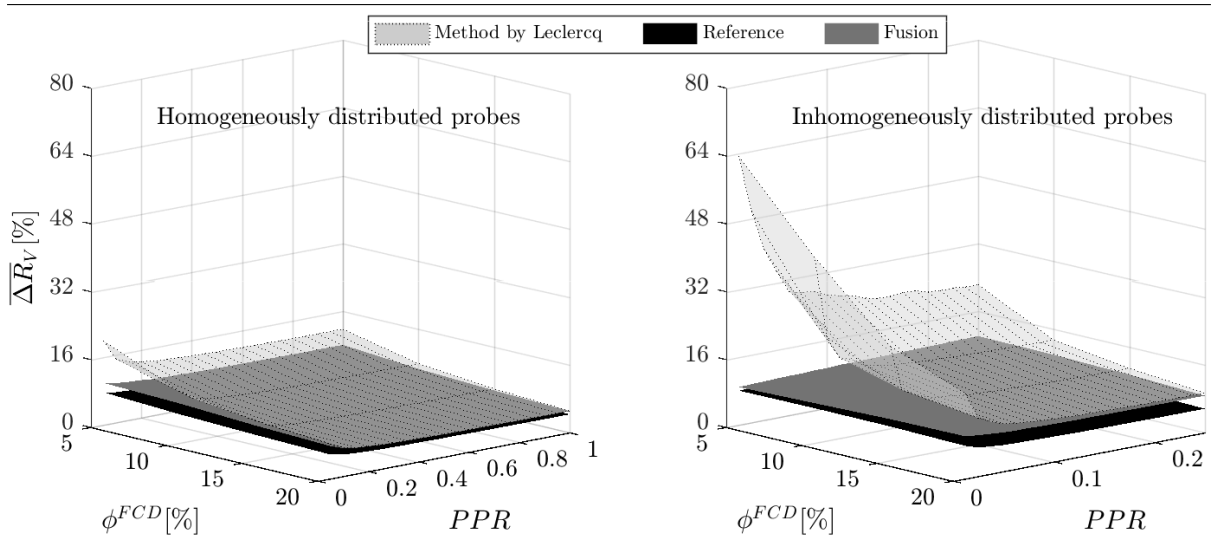 Method by Leclercq
Reference
Fusion
Homogeneously distributed probes
80
64
48
32
16
0
$\overline{\Delta} R_V$[%]
5
10
15
20
$\phi^{FCD}$[%]
0
0.2
0.4
0.6
0.8
1
PPR
Inhomogeneously distributed probes
80
64
48
32
16
0
5
10
15
20
$\phi^{FCD}$[%]
0
0.1
0.2
PPR